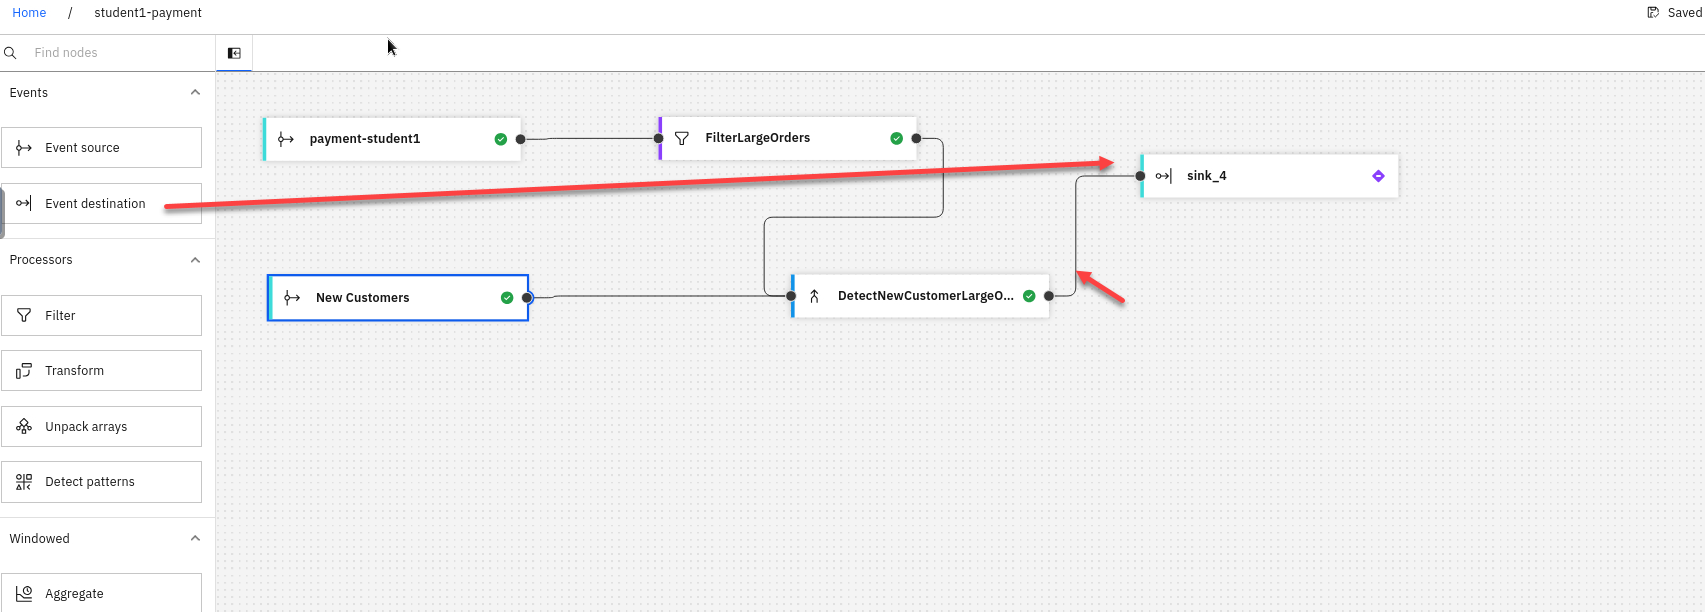 Home / student1-payment
Saved
Find nodes
Events
Event source
Event destination
Processors
Filter
Transform
Unpack arrays
Detect patterns
Windowed
Aggregate
payment-student1
FilterLargeOrders
sink_4
New Customers
DetectNewCustomerLargeO...